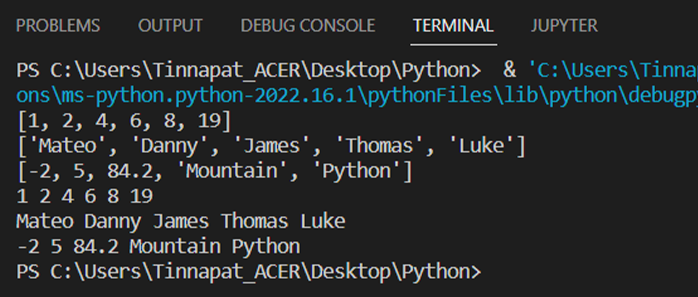 PROBLEMS OUTPUT DEBUG CONSOLE TERMINAL JUPYTER
PS C:\Users\Tinnapat_ACER\Desktop\Python>  & 'C:\Users\Tinna
ons\ms-python.python-2022.16.1\pythonFiles\lib\python\debugpy
[1, 2, 4, 6, 8, 19]
['Mateo', 'Danny', 'James', 'Thomas', 'Luke']
[-2, 5, 84.2, 'Mountain', 'Python']
1 2 4 6 8 19
Mateo Danny James Thomas Luke
-2 5 84.2 Mountain Python
PS C:\Users\Tinnapat_ACER\Desktop\Python>